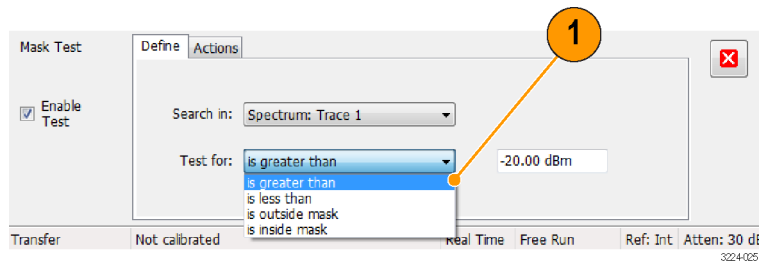 1
Mask Test
Define Actions
Enable
Test
Search in: Spectrum: Trace 1
Test for: is greater than -20.00 dBm
is greater than
is less than
is outside mask
is inside mask
Transfer Not calibrated Real Time Free Run Ref: Int Atten: 30 dB
3224-025